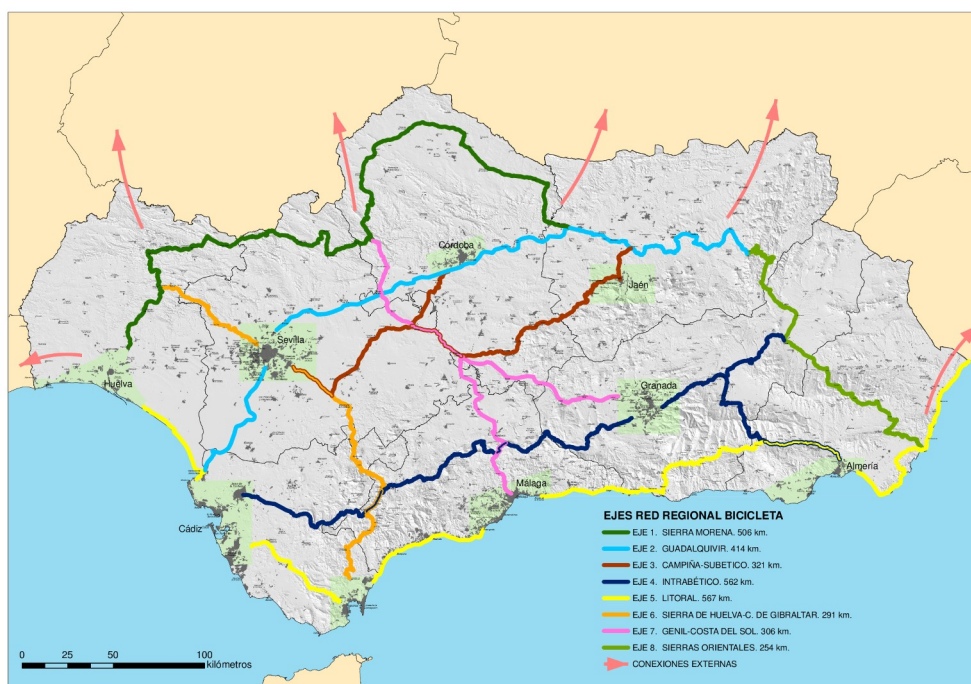 Córdoba
Jaén
Sevilla
Huelva
Granada
Almería
Málaga
Cádiz
EJES RED REGIONAL BICICLETA
EJE 1. SIERRA MORENA. 506 km.
EJE 2. GUADALQUIVIR. 414 km.
EJE 3. CAMPIÑA-SUBETICO. 321 km.
EJE 4. INTRABÉTICO. 562 km.
EJE 5. LITORAL. 567 km.
EJE 6. SIERRA DE HUELVA-C. DE GIBRALTAR. 291 km.
EJE 7. GENIL-COSTA DEL SOL. 306 km.
EJE 8. SIERRAS ORIENTALES. 254 km.
CONEXIONES EXTERNAS
0 25 50 100
kilómetros